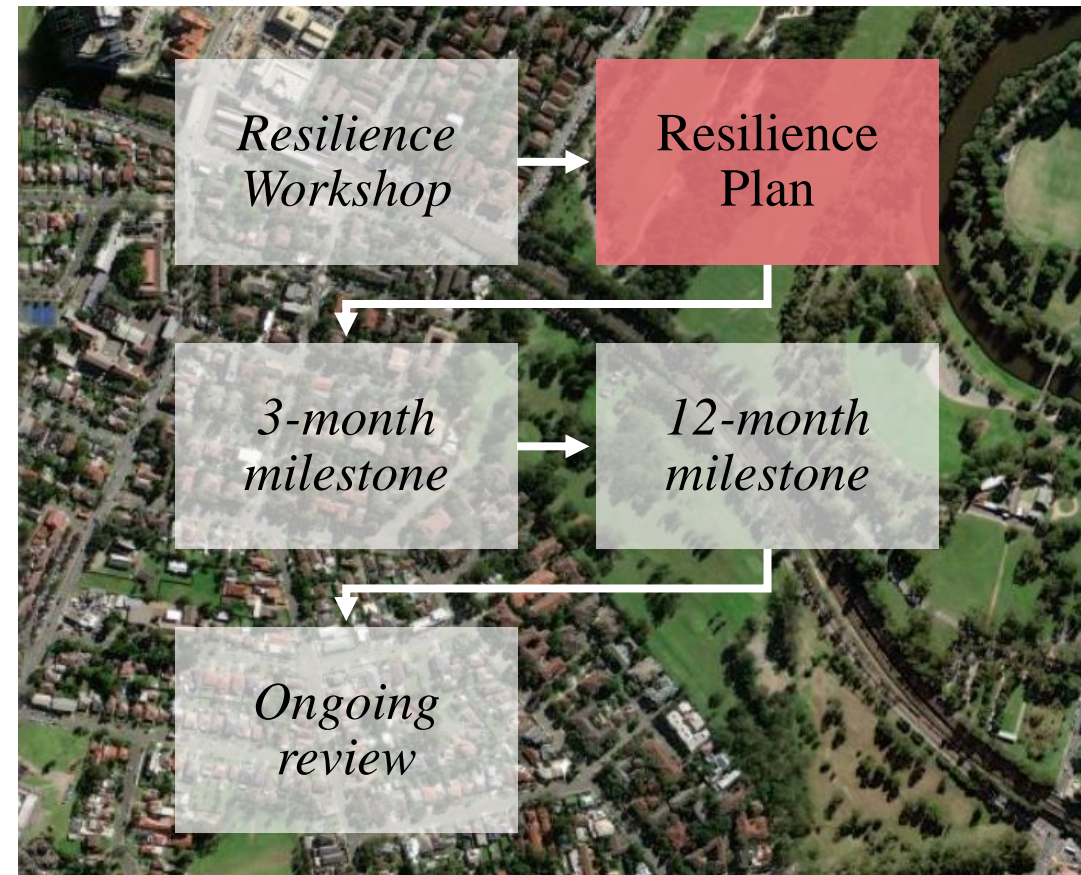 Resilience
Workshop
Resilience
Plan
3-month
milestone
12-month
milestone
Ongoing
review